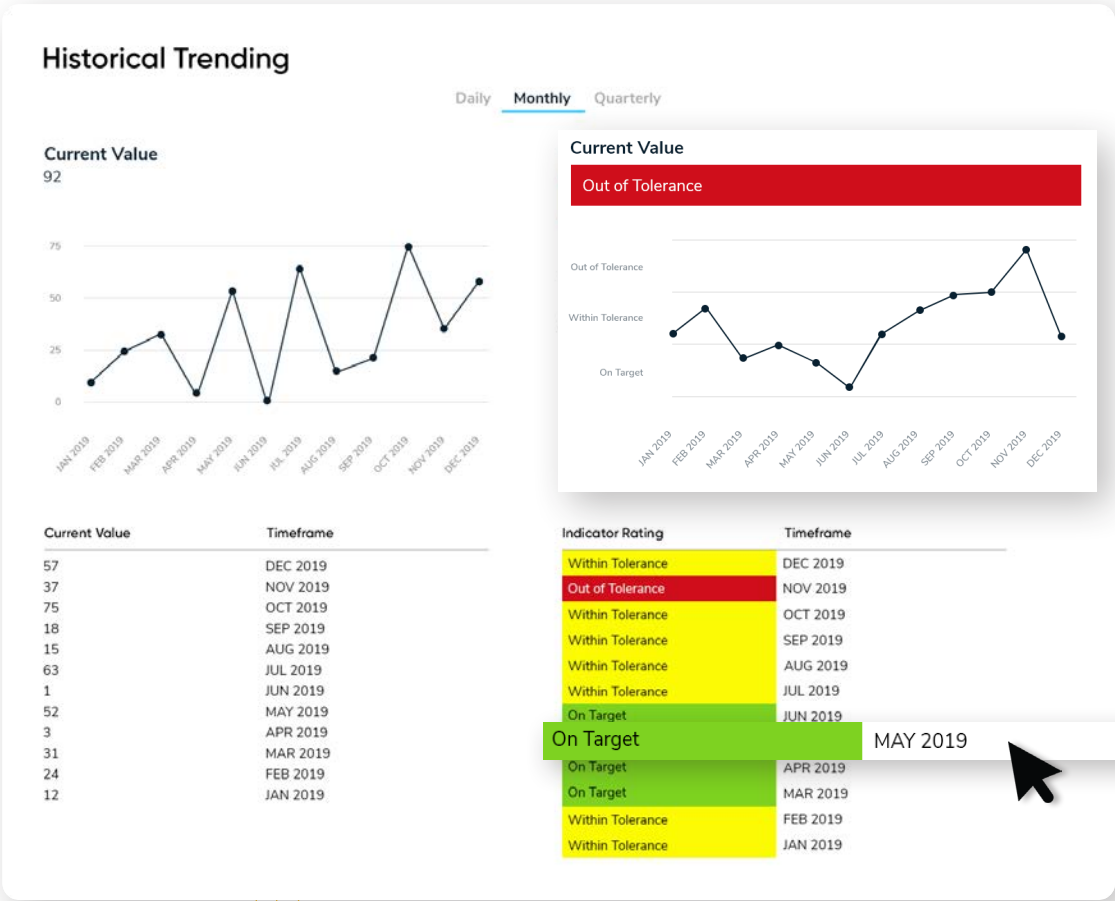 Historical Trending
Daily Monthly Quarterly
Current Value
92
75
50
25
0
JAN 2019 FEB 2019 MAR 2019 APR 2019 MAY 2019 JUN 2019 JUL 2019 AUG 2019 SEP 2019 OCT 2019 NOV 2019 DEC 2019
Current Value
Out of Tolerance
Out of Tolerance
Within Tolerance
On Target
JAN 2019 FEB 2019 MAR 2019 APR 2019 MAY 2019 JUN 2019 JUL 2019 AUG 2019 SEP 2019 OCT 2019 NOV 2019 DEC 2019
Current Value Timeframe
57 DEC 2019
37 NOV 2019
75 OCT 2019
18 SEP 2019
15 AUG 2019
63 JUL 2019
1 JUN 2019
52 MAY 2019
3 APR 2019
31 MAR 2019
24 FEB 2019
12 JAN 2019
Indicator Rating Timeframe
Within Tolerance DEC 2019
Out of Tolerance NOV 2019
Within Tolerance OCT 2019
Within Tolerance SEP 2019
Within Tolerance AUG 2019
Within Tolerance JUL 2019
On Target JUN 2019
On Target MAY 2019
On Target APR 2019
On Target MAR 2019
Within Tolerance FEB 2019
Within Tolerance JAN 2019